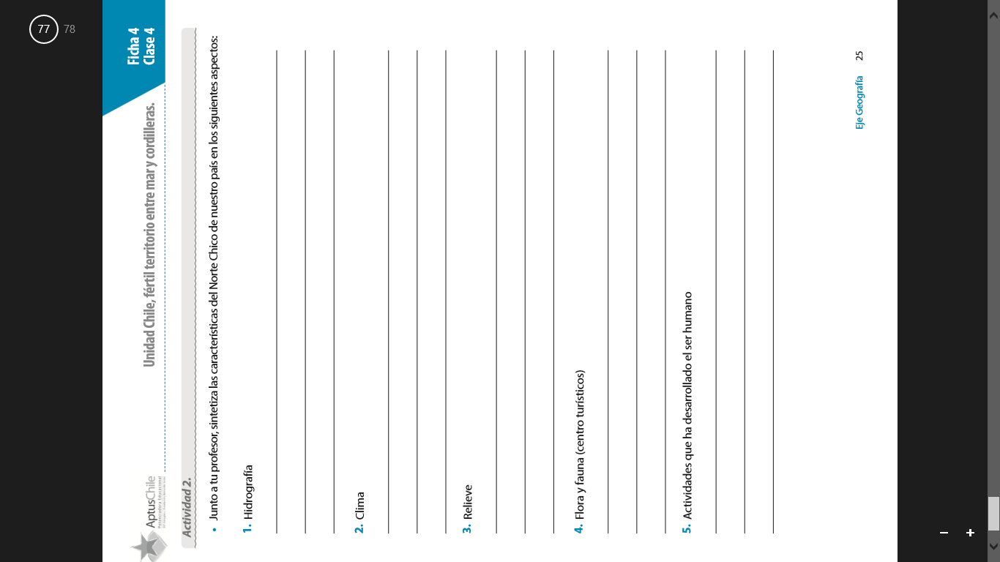 77 78
Ficha 4
Clase 4
Unidad Chile, fértil territorio entre mar y cordilleras.
AptusChile
Potenciadora Educacional
Actividad 2.
• Junto a tu profesor, sintetiza las características del Norte Chico de nuestro país en los siguientes aspectos:
1. Hidrografía
2. Clima
3. Relieve
4. Flora y fauna (centro turísticos)
5. Actividades que ha desarrollado el ser humano
Eje Geografía 25